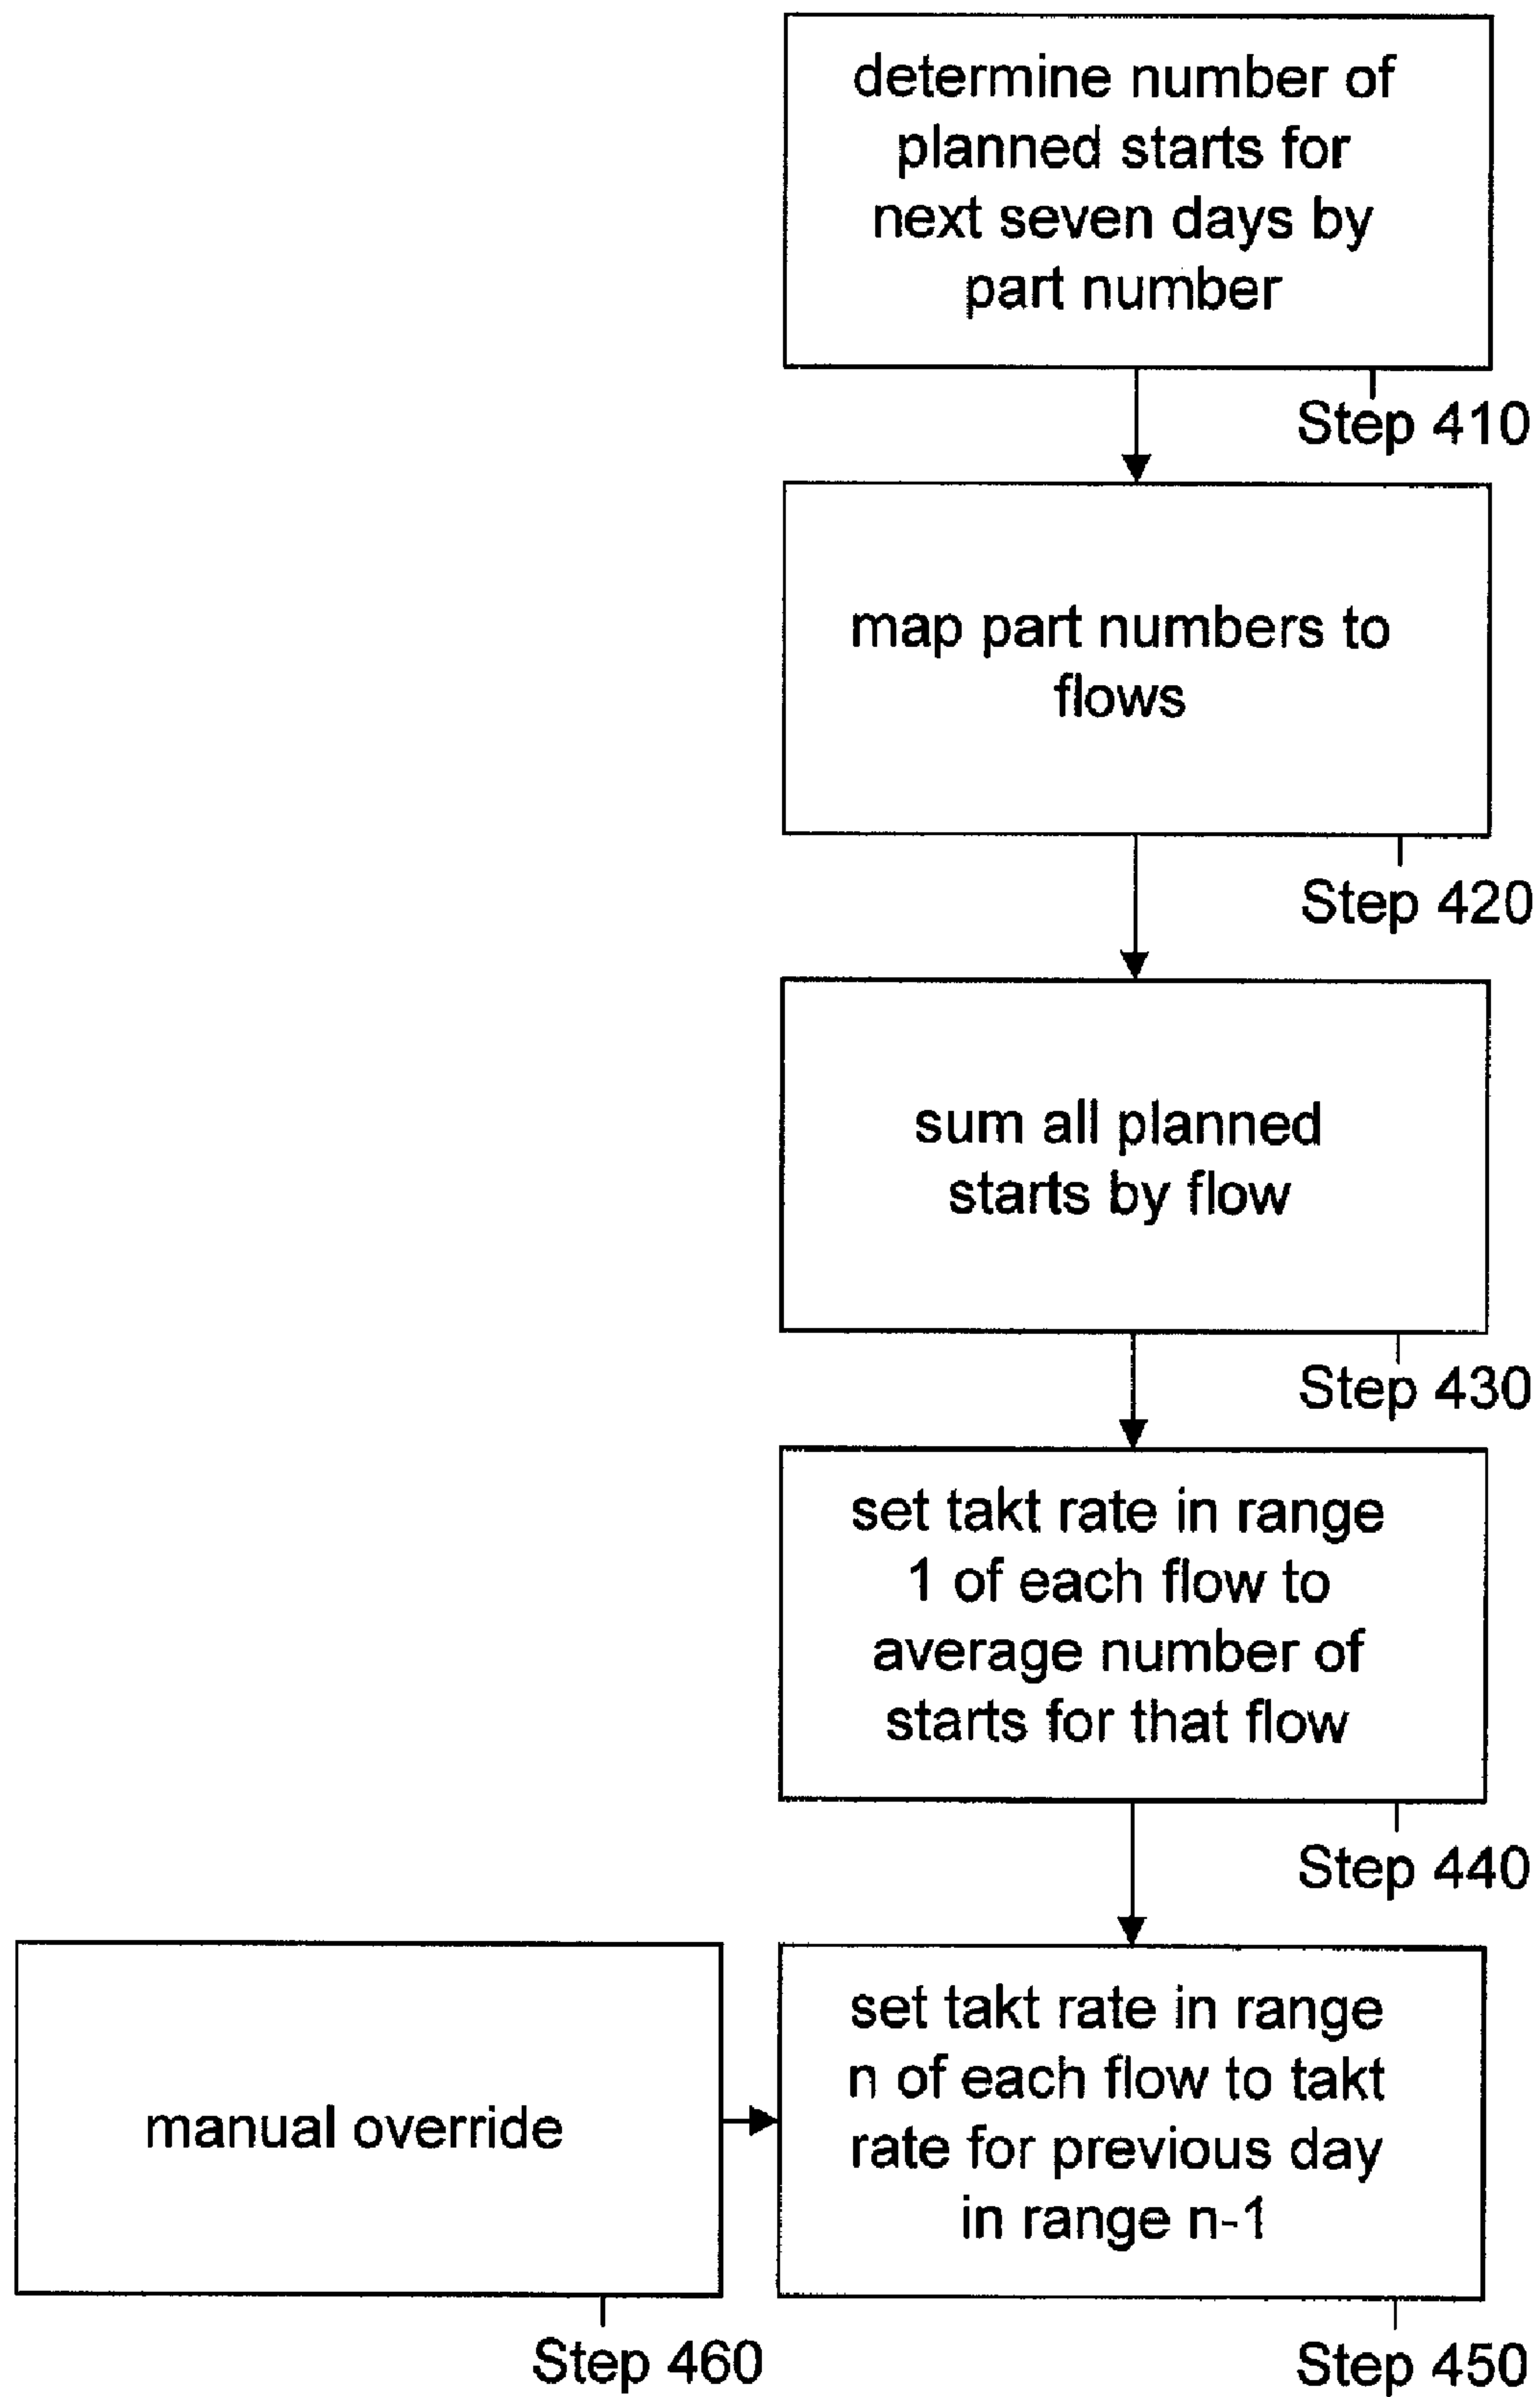 determine number of
planned starts for
next seven days by
part number
Step 410
map part numbers to
flows
Step 420
sum all planned
starts by flow
Step 430
set takt rate in range
1 of each flow to
average number of
starts for that flow
Step 440
manual override
Step 460
set takt rate in range
n of each flow to takt
rate for previous day
in range n-1
Step 450